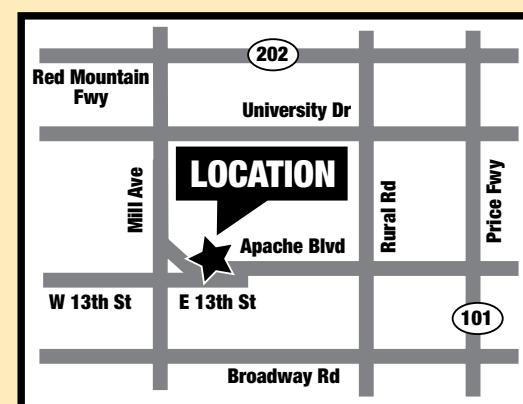 202
Red Mountain
Fwy
University Dr
LOCATION
Mill Ave
Rural Rd
Price Fwy
Apache Blvd
W 13th St
E 13th St
101
Broadway Rd